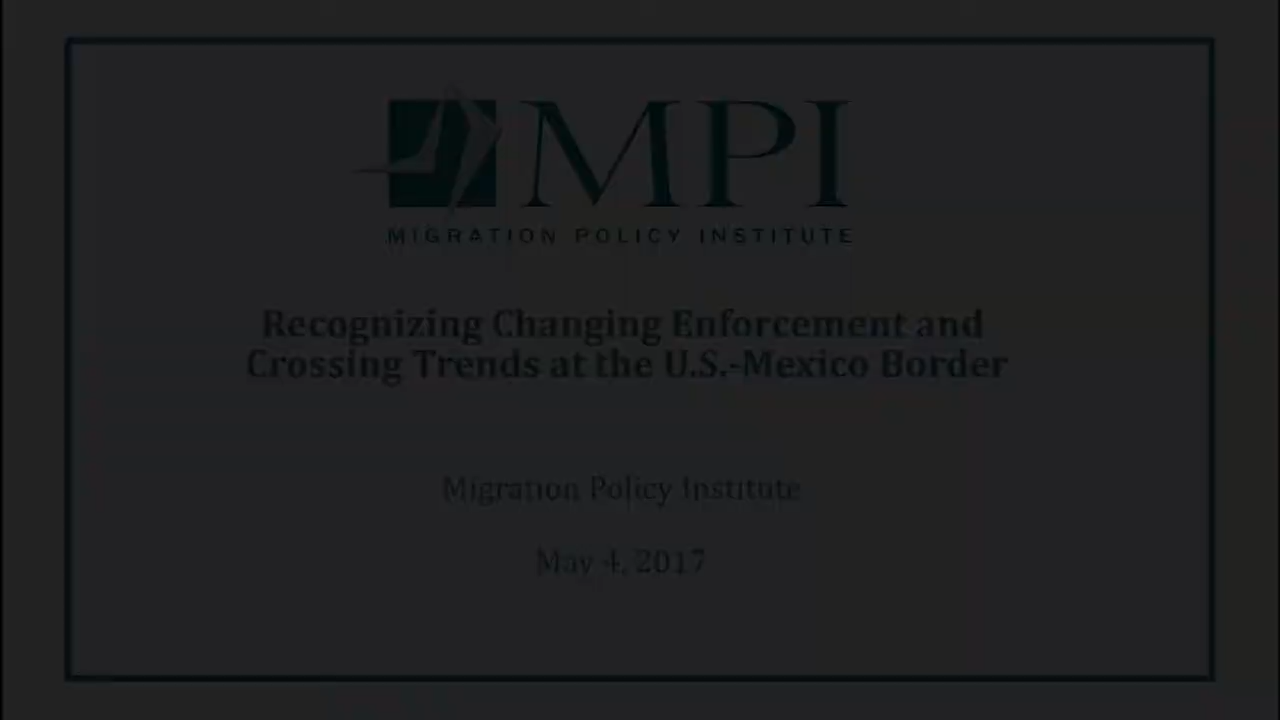 MPI
MIGRATION POLICY INSTITUTE
Recognizing Changing Enforcement and
Crossing Trends at the U.S.-Mexico Border
Migration Policy Institute
May 4, 2017